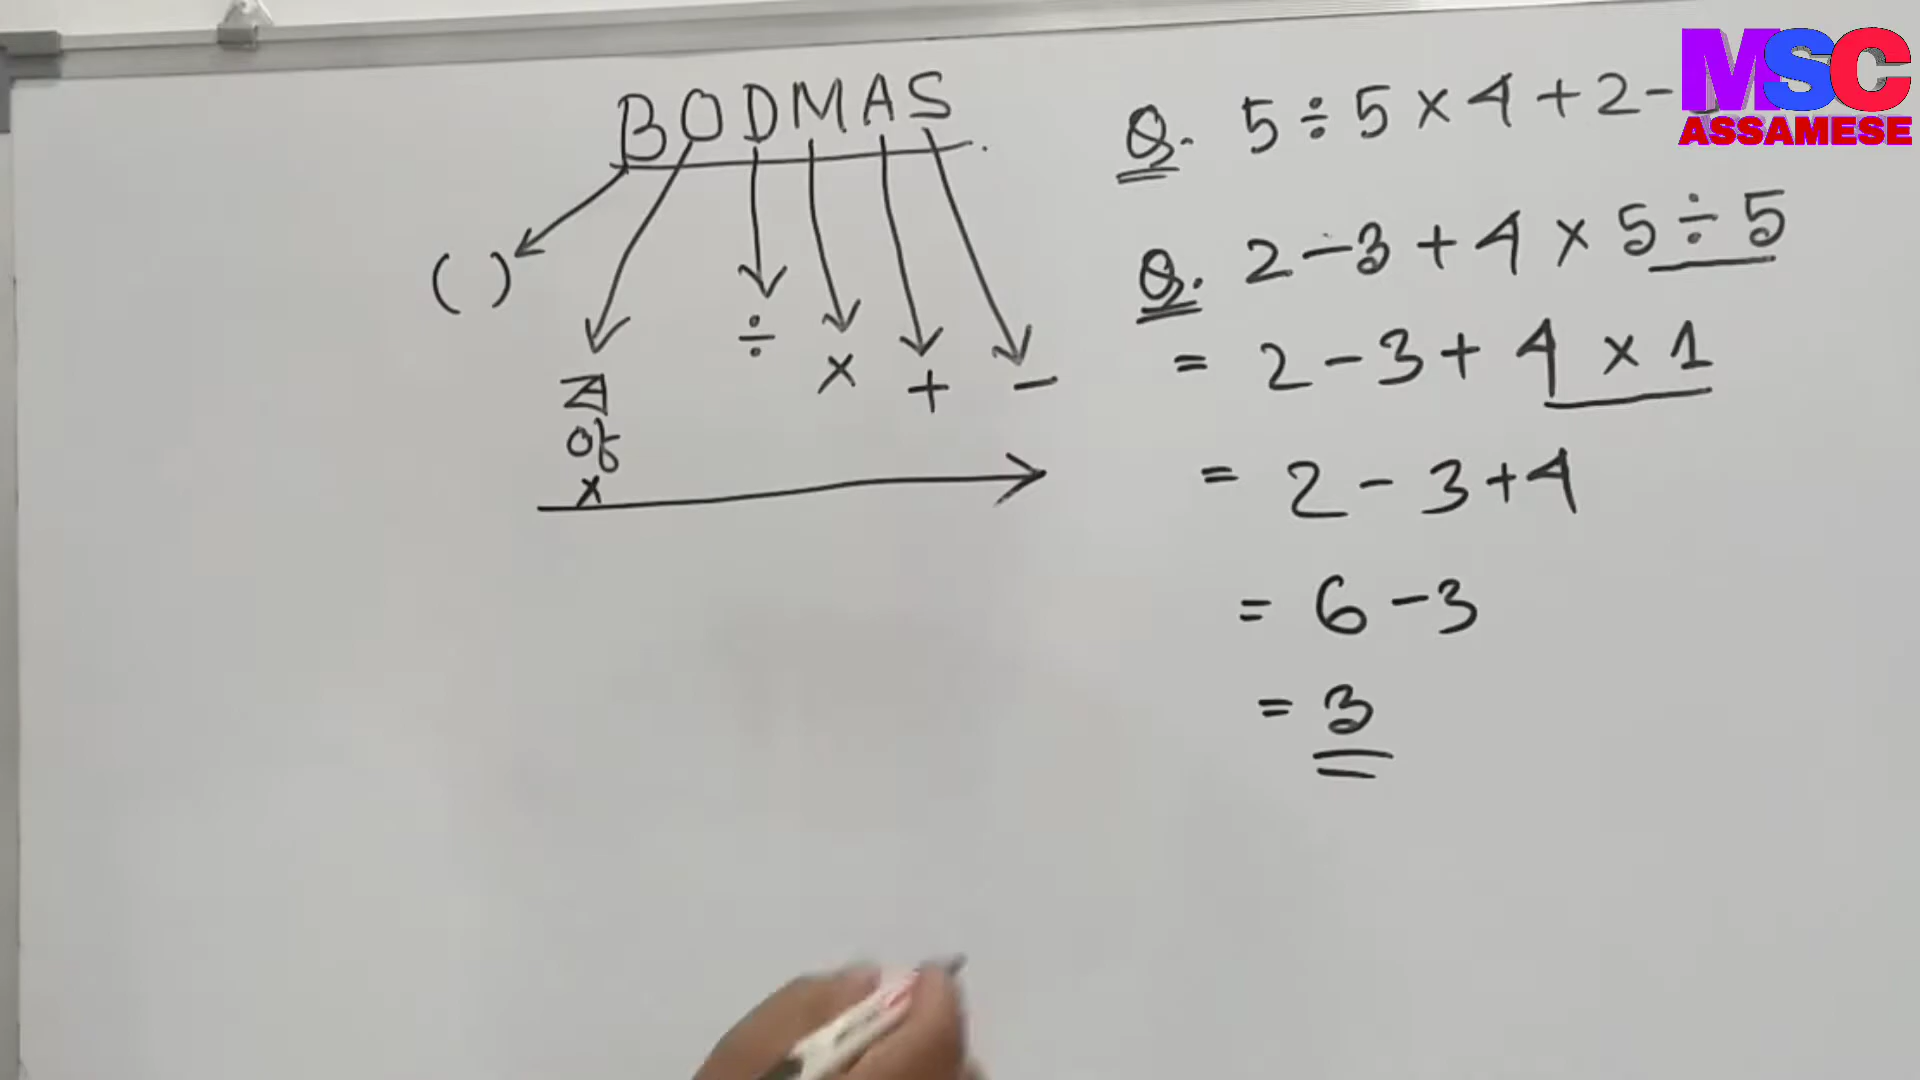 BODMAS
( )
÷ × + -
ৰ
of
×
Q. 5 ÷ 5 × 4 + 2 -
Q. 2 - 3 + 4 × 5 ÷ 5
= 2 - 3 + 4 × 1
= 2 - 3 + 4
= 6 - 3
= 3
MSC
ASSAMESE